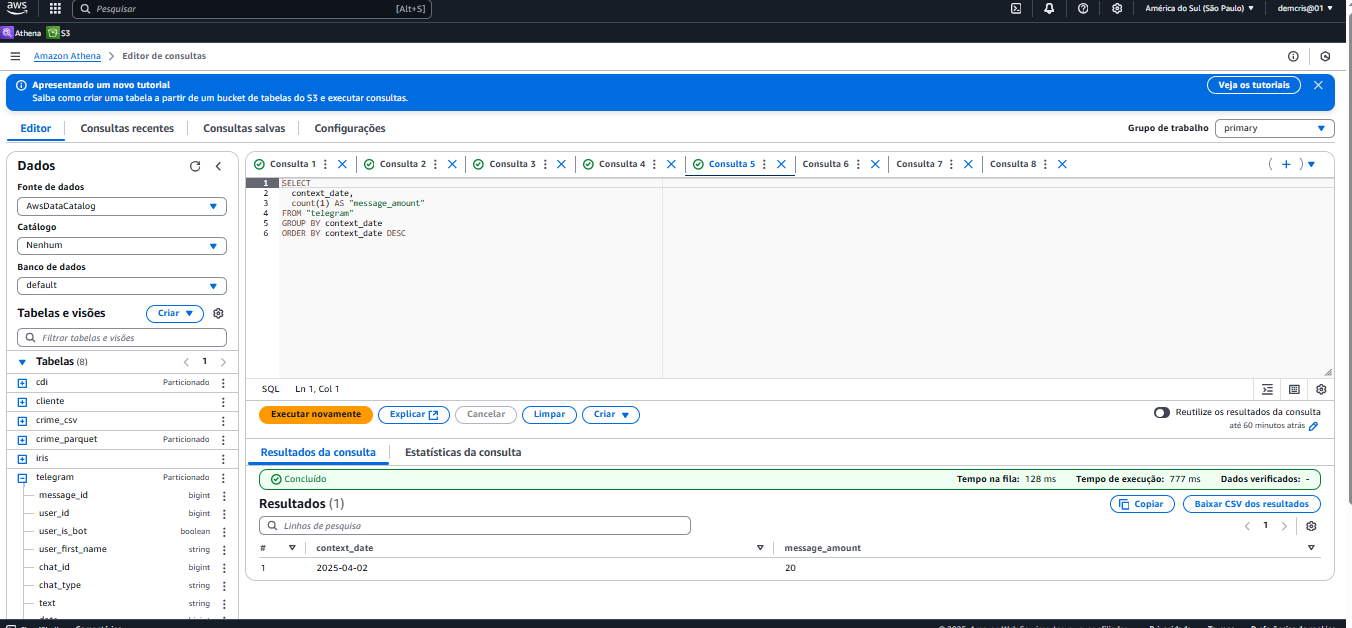 aws
Pesquisar [Alt+S] América do Sul (São Paulo) demcris@01
Athena S3
Amazon Athena Editor de consultas
Apresentando um novo tutorial
Saiba como criar uma tabela a partir de um bucket de tabelas do S3 e executar consultas.
Veja os tutoriais
Editor Consultas recentes Consultas salvas Configurações
Grupo de trabalho primary
Dados
Fonte de dados
AwsDataCatalog
Catálogo
Nenhum
Banco de dados
default
Tabelas e visões Criar
Filtrar tabelas e visões
Tabelas (8) 1
cdi Particionado
cliente
crime_csv
crime_parquet Particionado
iris
telegram Particionado
message_id bigint
user_id bigint
user_is_bot boolean
user_first_name string
chat_id bigint
chat_type string
text string
Consulta 1 Consulta 2 Consulta 3 Consulta 4 Consulta 5 Consulta 6 Consulta 7 Consulta 8
1 SELECT
2 context_date,
3 count(1) AS "message_amount"
4 FROM "telegram"
5 GROUP BY context_date
6 ORDER BY context_date DESC
SQL Ln 1, Col 1
Executar novamente Explicar Cancelar Limpar Criar
Reutilize os resultados da consulta
até 60 minutos atrás
Resultados da consulta Estatísticas da consulta
Concluído Tempo na fila: 128 ms Tempo de execução: 777 ms Dados verificados: -
Resultados (1) Copiar Baixar CSV dos resultados
Linhas de pesquisa 1
# context_date message_amount
1 2025-04-02 20